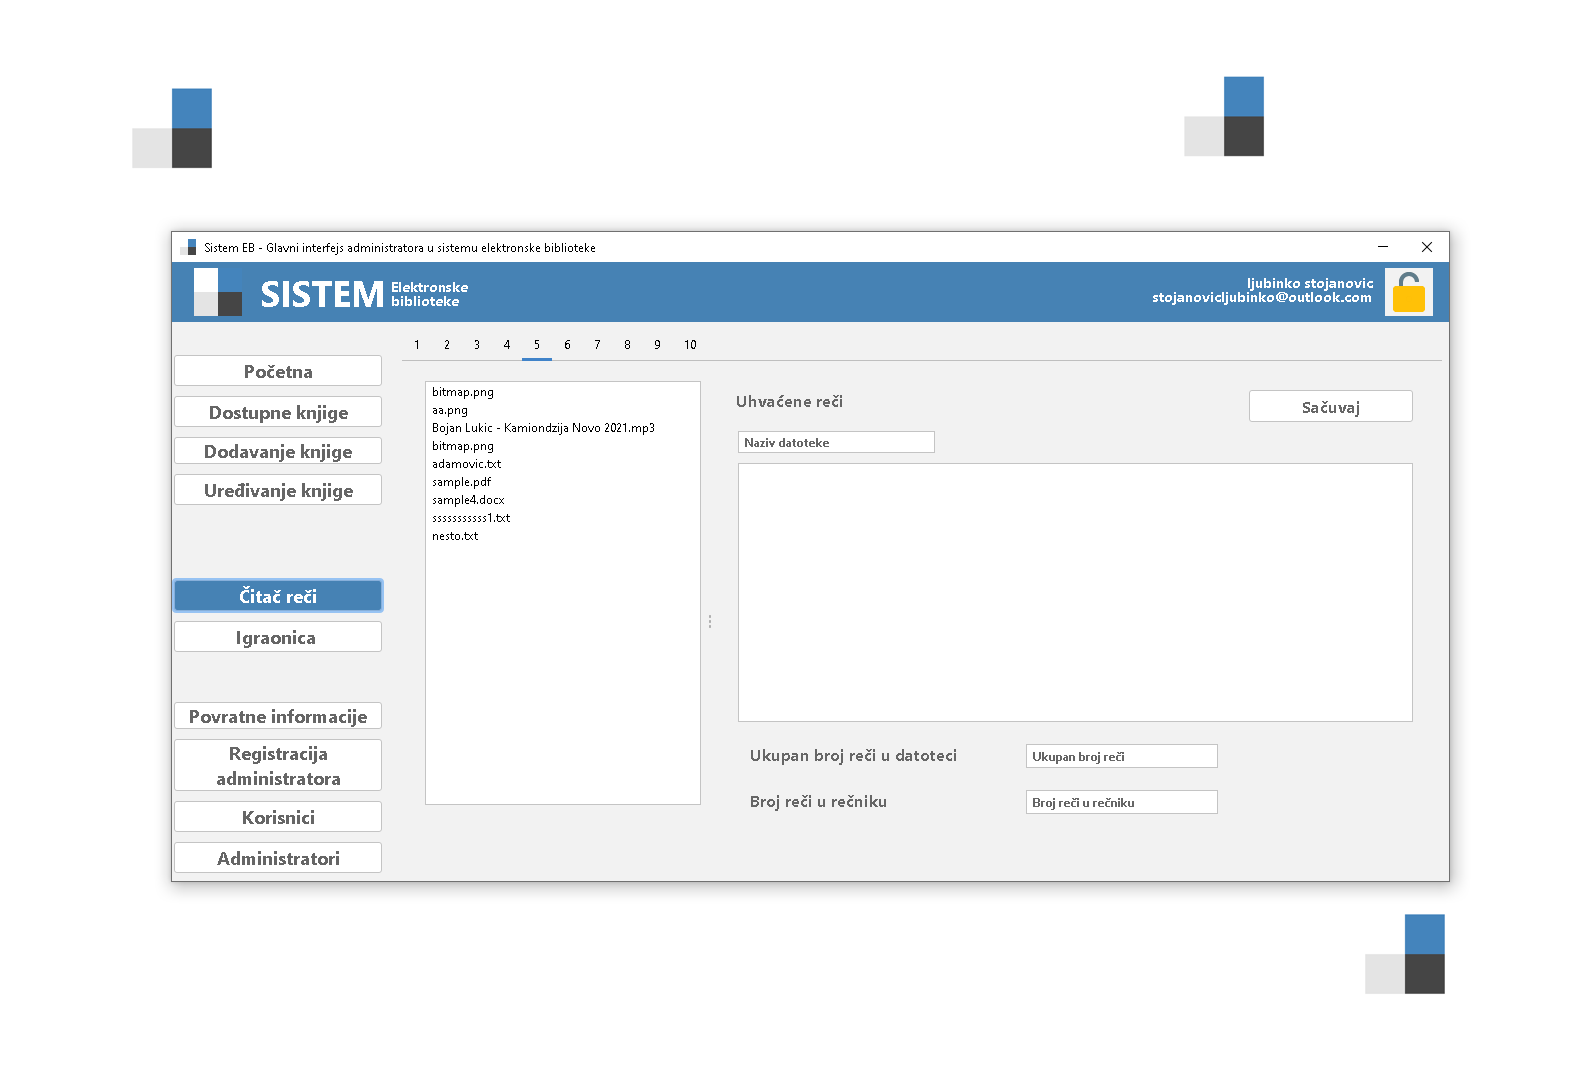 Sistem EB - Glavni interfejs administratora u sistemu elektronske biblioteke
SISTEM Elektronske
biblioteke
ljubinko stojanovic
stojanovicljubinko@outlook.com
1 2 3 4 5 6 7 8 9 10
Početna
Dostupne knjige
Dodavanje knjige
Uređivanje knjige
Čitač reči
Igraonica
Povratne informacije
Registracija
administratora
Korisnici
Administratori
bitmap.png
aa.png
Bojan Lukic - Kamiondzija Novo 2021.mp3
bitmap.png
adamovic.txt
sample.pdf
sample4.docx
sssssssssss1.txt
nesto.txt
Uhvaćene reči
Sačuvaj
Naziv datoteke
Ukupan broj reči u datoteci
Ukupan broj reči
Broj reči u rečniku
Broj reči u rečniku